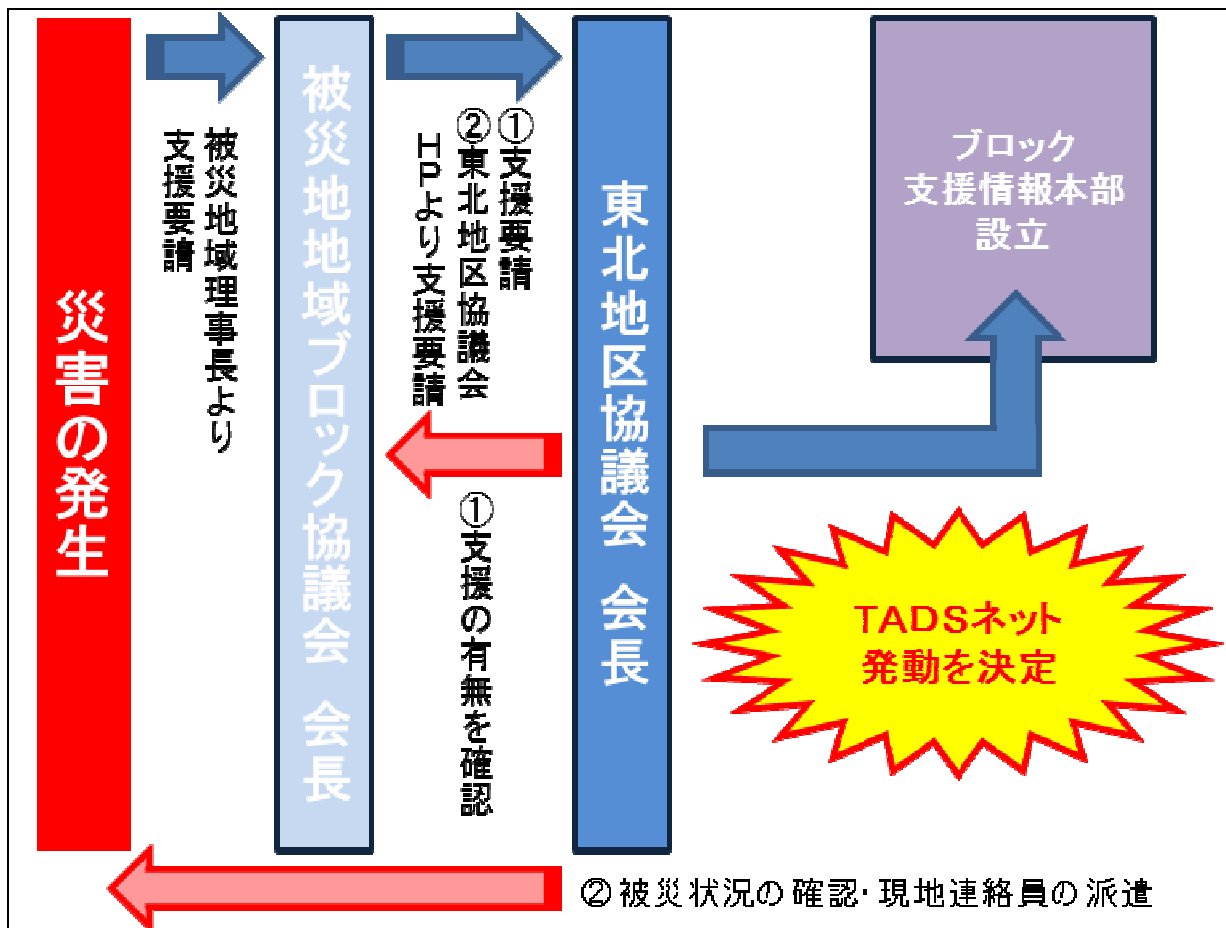 災害の発生
被災地域理事長より
支援要請
被災地地域ブロック協議会 会長
①支援要請
②東北地区協議会
HPより支援要請
①支援の有無を確認
東北地区協議会 会長
ブロック
支援情報本部
設立
TADSネット
発動を決定
②被災状況の確認・現地連絡員の派遣